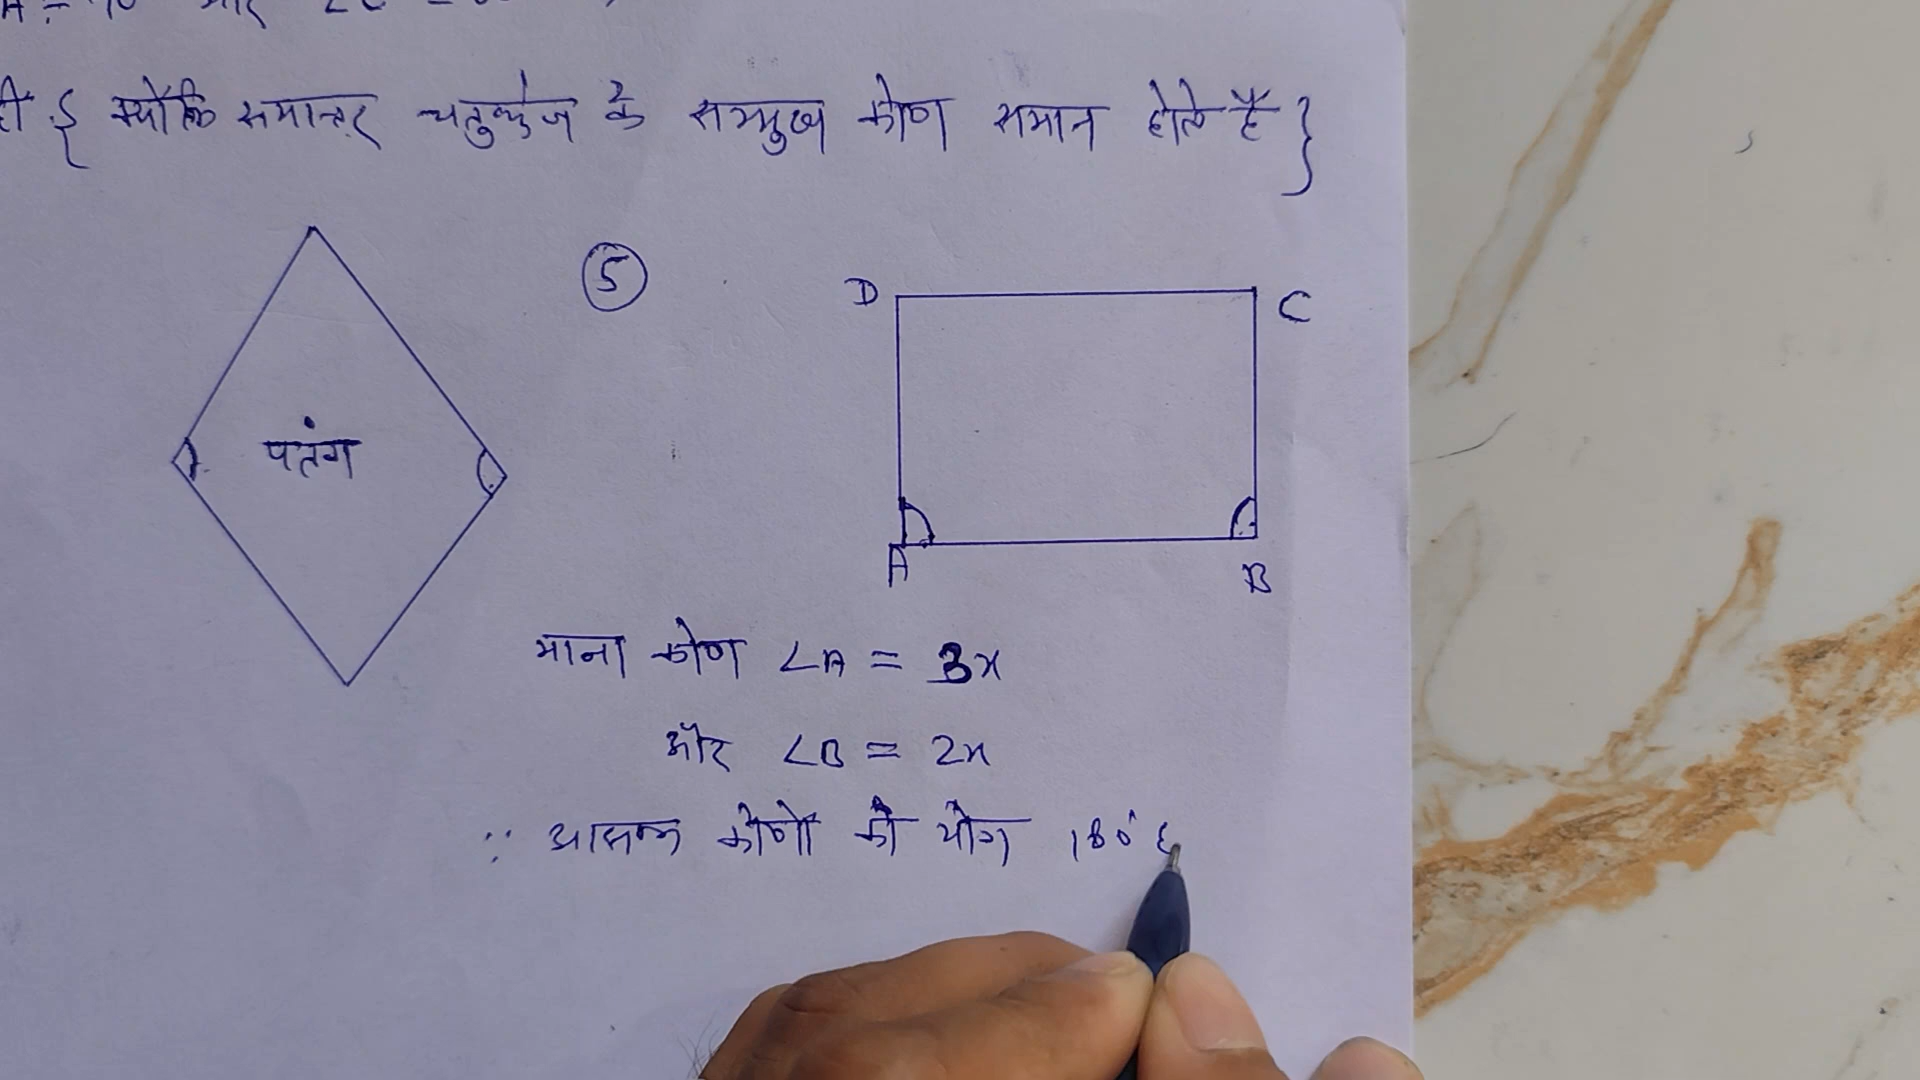 { क्योंकि समान्तर चतुर्भुज के सम्मुख कोण समान होते हैं }
5
D
C
पतंग
A
B
माना कोण ∠A = 3x
और ∠B = 2x
∵ आसन्न कोणों का योग 180°